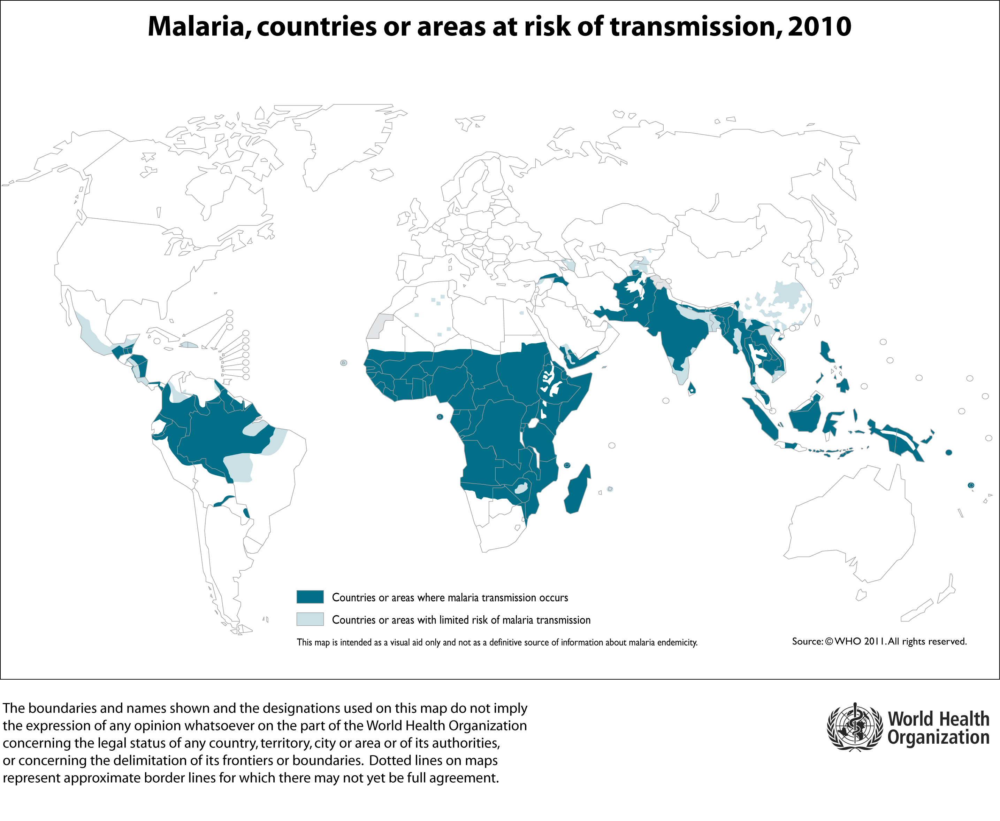 Malaria, countries or areas at risk of transmission, 2010
Countries or areas where malaria transmission occurs
Countries or areas with limited risk of malaria transmission
This map is intended as a visual aid only and not as a definitive source of information about malaria endemicity.
Source: © WHO 2011. All rights reserved.
The boundaries and names shown and the designations used on this map do not imply
the expression of any opinion whatsoever on the part of the World Health Organization
concerning the legal status of any country, territory, city or area or of its authorities,
or concerning the delimitation of its frontiers or boundaries. Dotted lines on maps
represent approximate border lines for which there may not yet be full agreement.
World Health
Organization